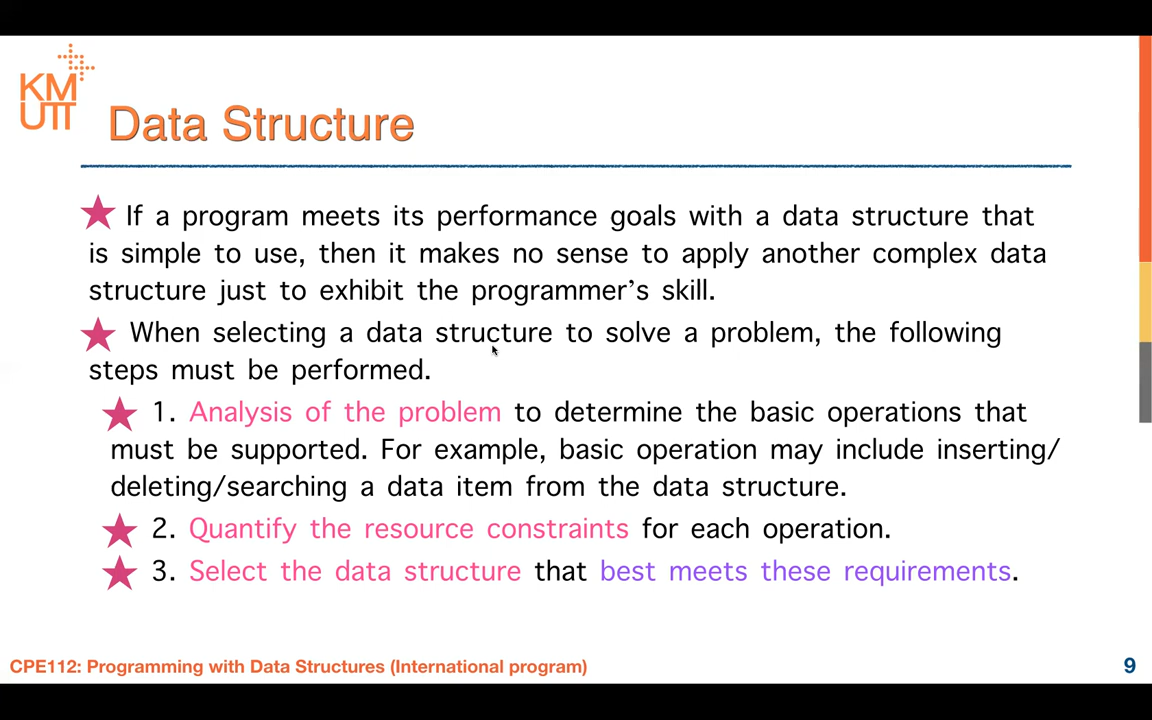 KM
UTT
Data Structure
If a program meets its performance goals with a data structure that
is simple to use, then it makes no sense to apply another complex data
structure just to exhibit the programmer's skill.
When selecting a data structure to solve a problem, the following
steps must be performed.
1. Analysis of the problem to determine the basic operations that
must be supported. For example, basic operation may include inserting/
deleting/searching a data item from the data structure.
2. Quantify the resource constraints for each operation.
3. Select the data structure that best meets these requirements.
CPE112: Programming with Data Structures (International program)
9